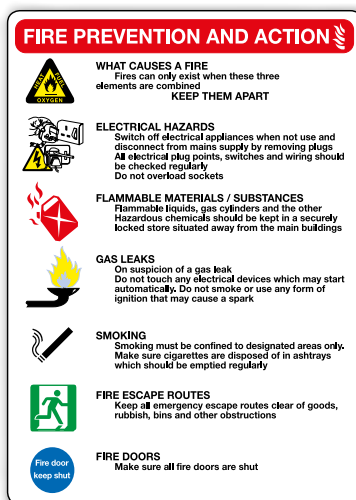 FIRE PREVENTION AND ACTION
HEAT FUEL
OXYGEN
WHAT CAUSES A FIRE
Fires can only exist when these three
elements are combined
KEEP THEM APART
ELECTRICAL HAZARDS
Switch off electrical appliances when not use and
disconnect from mains supply by removing plugs
All electrical plug points, switches and wiring should
be checked regularly
Do not overload sockets
FLAMMABLE MATERIALS / SUBSTANCES
Flammable liquids, gas cylinders and the other
Hazardous chemicals should be kept in a securely
locked store situated away from the main buildings
GAS LEAKS
On suspicion of a gas leak
Do not touch any electrical devices which may start
automatically. Do not smoke or use any form of
ignition that may cause a spark
SMOKING
Smoking must be confined to designated areas only.
Make sure cigarettes are disposed of in ashtrays
which should be emptied regularly
FIRE ESCAPE ROUTES
Keep all emergency escape routes clear of goods,
rubbish, bins and other obstructions
Fire door
keep shut
FIRE DOORS
Make sure all fire doors are shut